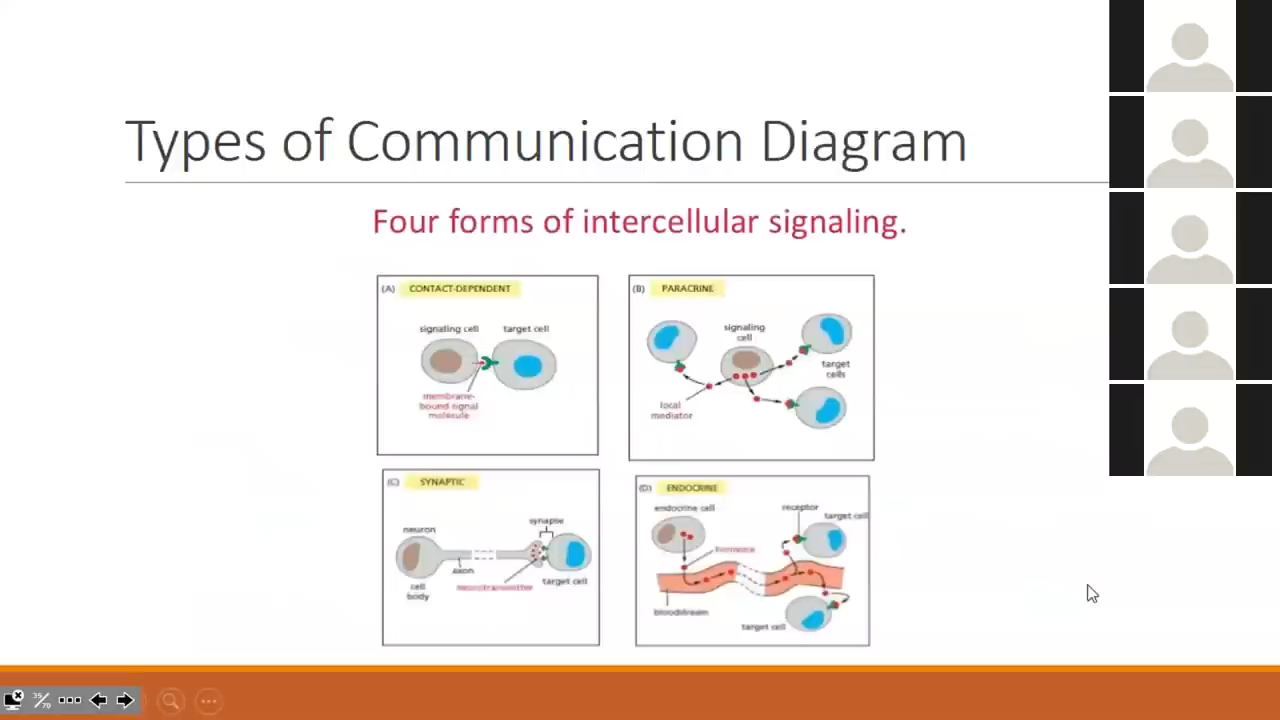 Types of Communication Diagram
Four forms of intercellular signaling.
(A) CONTACT-DEPENDENT
signaling cell target cell
membrane-
bound signal
molecule
(B) PARACRINE
signaling
cell
target
cells
local
mediator
(C) SYNAPTIC
neuron
synapse
axon
neurotransmitter
target cell
cell
body
(D) ENDOCRINE
endocrine cell
receptor
target cell
hormone
bloodstream
target cell
35/70